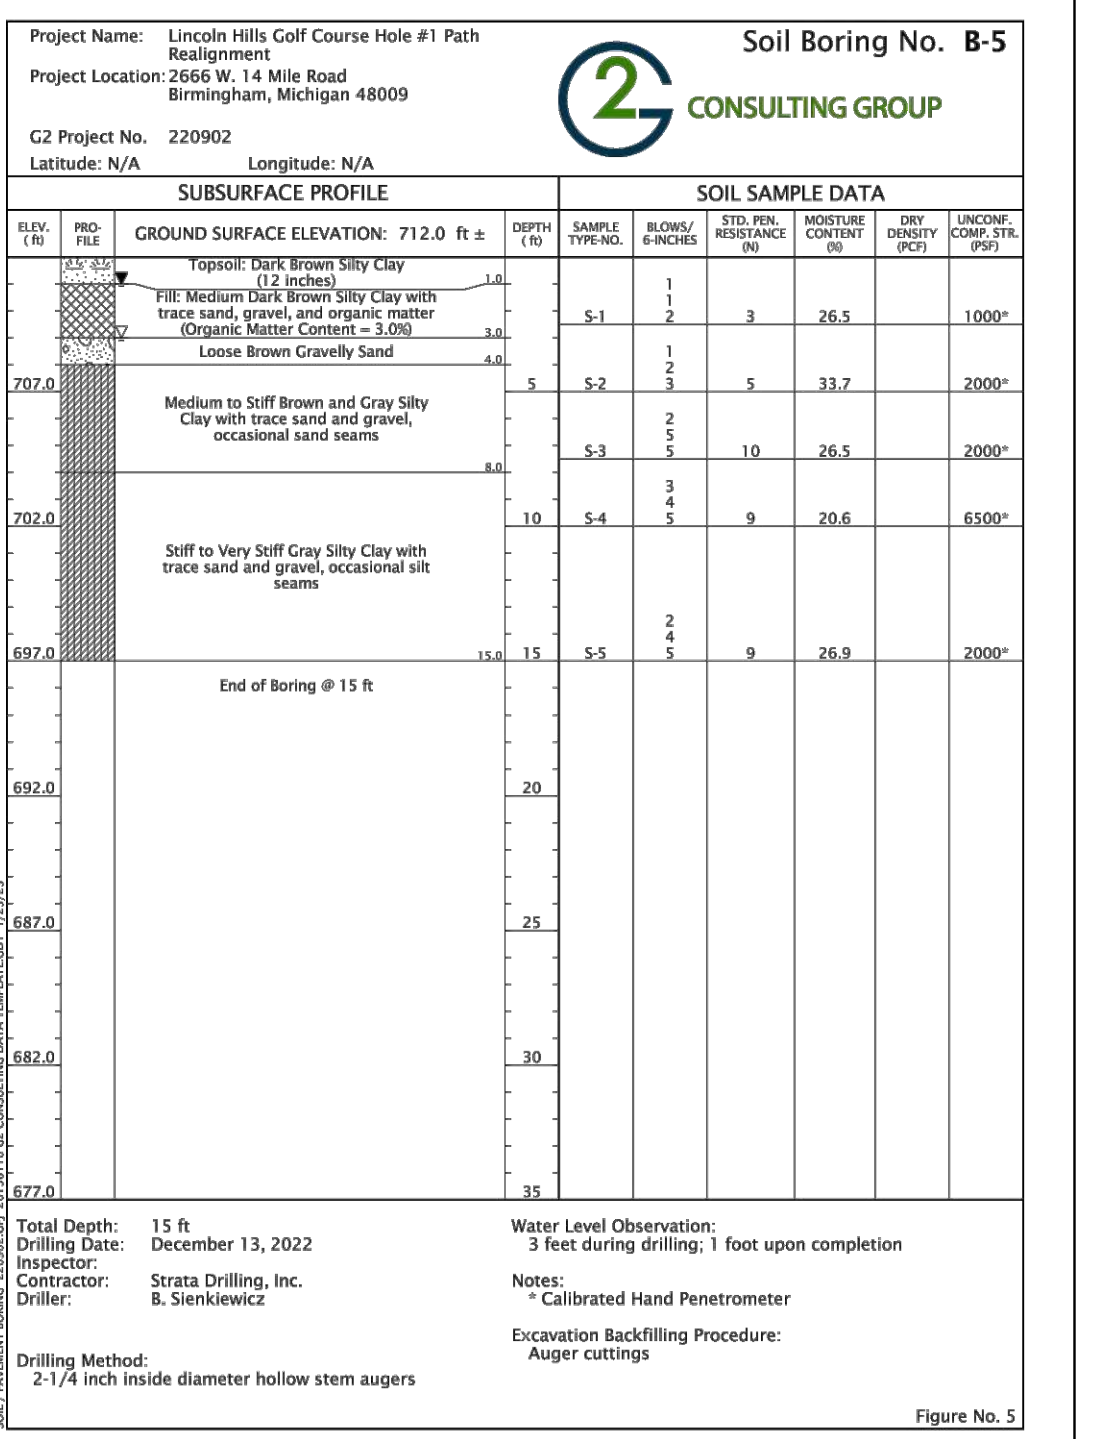 Project Name: Lincoln Hills Golf Course Hole #1 Path
Realignment
Project Location: 2666 W. 14 Mile Road
Birmingham, Michigan 48009
G2 Project No. 220902
Latitude: N/A Longitude: N/A
Soil Boring No. B-5
G2 CONSULTING GROUP
SUBSURFACE PROFILE SOIL SAMPLE DATA
ELEV. (ft) PRO-FILE GROUND SURFACE ELEVATION: 712.0 ft ± DEPTH (ft) SAMPLE TYPE-NO. BLOWS/ 6-INCHES STD. PEN. RESISTANCE (N) MOISTURE CONTENT (%) DRY DENSITY (PCF) UNCONF. COMP. STR. (PSF)
Topsoil: Dark Brown Silty Clay
(12 inches) 1.0
1
Fill: Medium Dark Brown Silty Clay with
1
trace sand, gravel, and organic matter S-1 2 3 26.5 1000*
(Organic Matter Content = 3.0%) 3.0
Loose Brown Gravelly Sand 1
4.0 2
707.0 5 S-2 3 5 33.7 2000*
Medium to Stiff Brown and Gray Silty
Clay with trace sand and gravel, 2
occasional sand seams 5
S-3 5 10 26.5 2000*
8.0
3
4
702.0 10 S-4 5 9 20.6 6500*
Stiff to Very Stiff Gray Silty Clay with
trace sand and gravel, occasional silt
seams
2
4
697.0 15.0 15 S-5 5 9 26.9 2000*
End of Boring @ 15 ft
692.0 20
687.0 25
682.0 30
677.0 35
Total Depth: 15 ft
Drilling Date: December 13, 2022
Inspector:
Contractor: Strata Drilling, Inc.
Driller: B. Sienkiewicz
Drilling Method:
2-1/4 inch inside diameter hollow stem augers
Water Level Observation:
3 feet during drilling; 1 foot upon completion
Notes:
* Calibrated Hand Penetrometer
Excavation Backfilling Procedure:
Auger cuttings
Figure No. 5